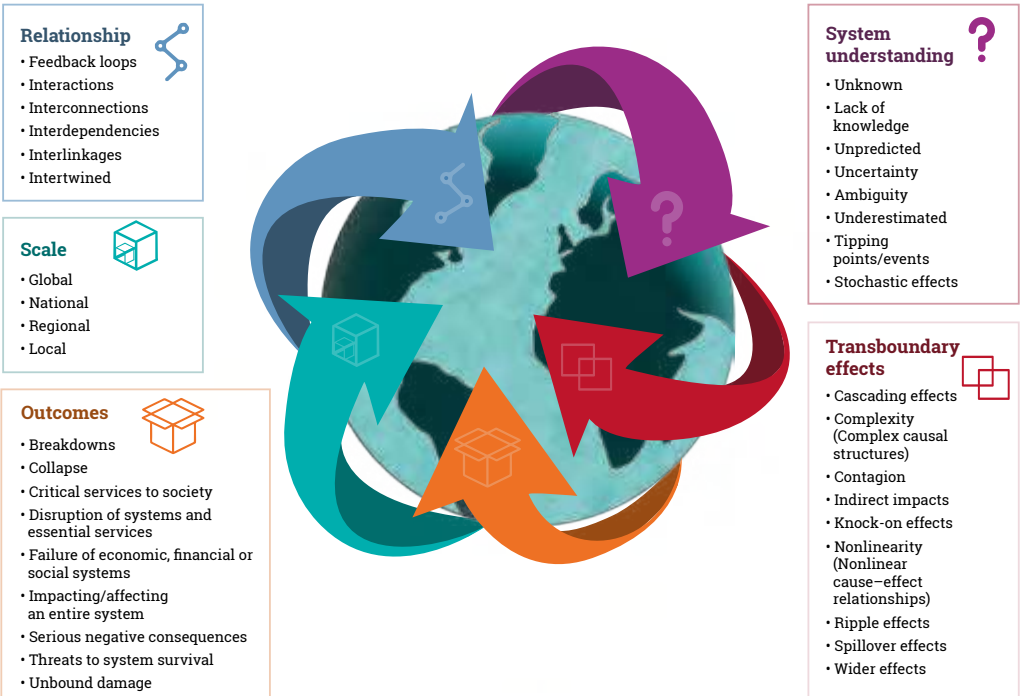 Relationship
• Feedback loops
• Interactions
• Interconnections
• Interdependencies
• Interlinkages
• Intertwined
Scale
• Global
• National
• Regional
• Local
Outcomes
• Breakdowns
• Collapse
• Critical services to society
• Disruption of systems and
essential services
• Failure of economic, financial or
social systems
• Impacting/affecting
an entire system
• Serious negative consequences
• Threats to system survival
• Unbound damage
System
understanding
• Unknown
• Lack of
knowledge
• Unpredicted
• Uncertainty
• Ambiguity
• Underestimated
• Tipping
points/events
• Stochastic effects
Transboundary
effects
• Cascading effects
• Complexity
(Complex causal
structures)
• Contagion
• Indirect impacts
• Knock-on effects
• Nonlinearity
(Nonlinear
cause–effect
relationships)
• Ripple effects
• Spillover effects
• Wider effects